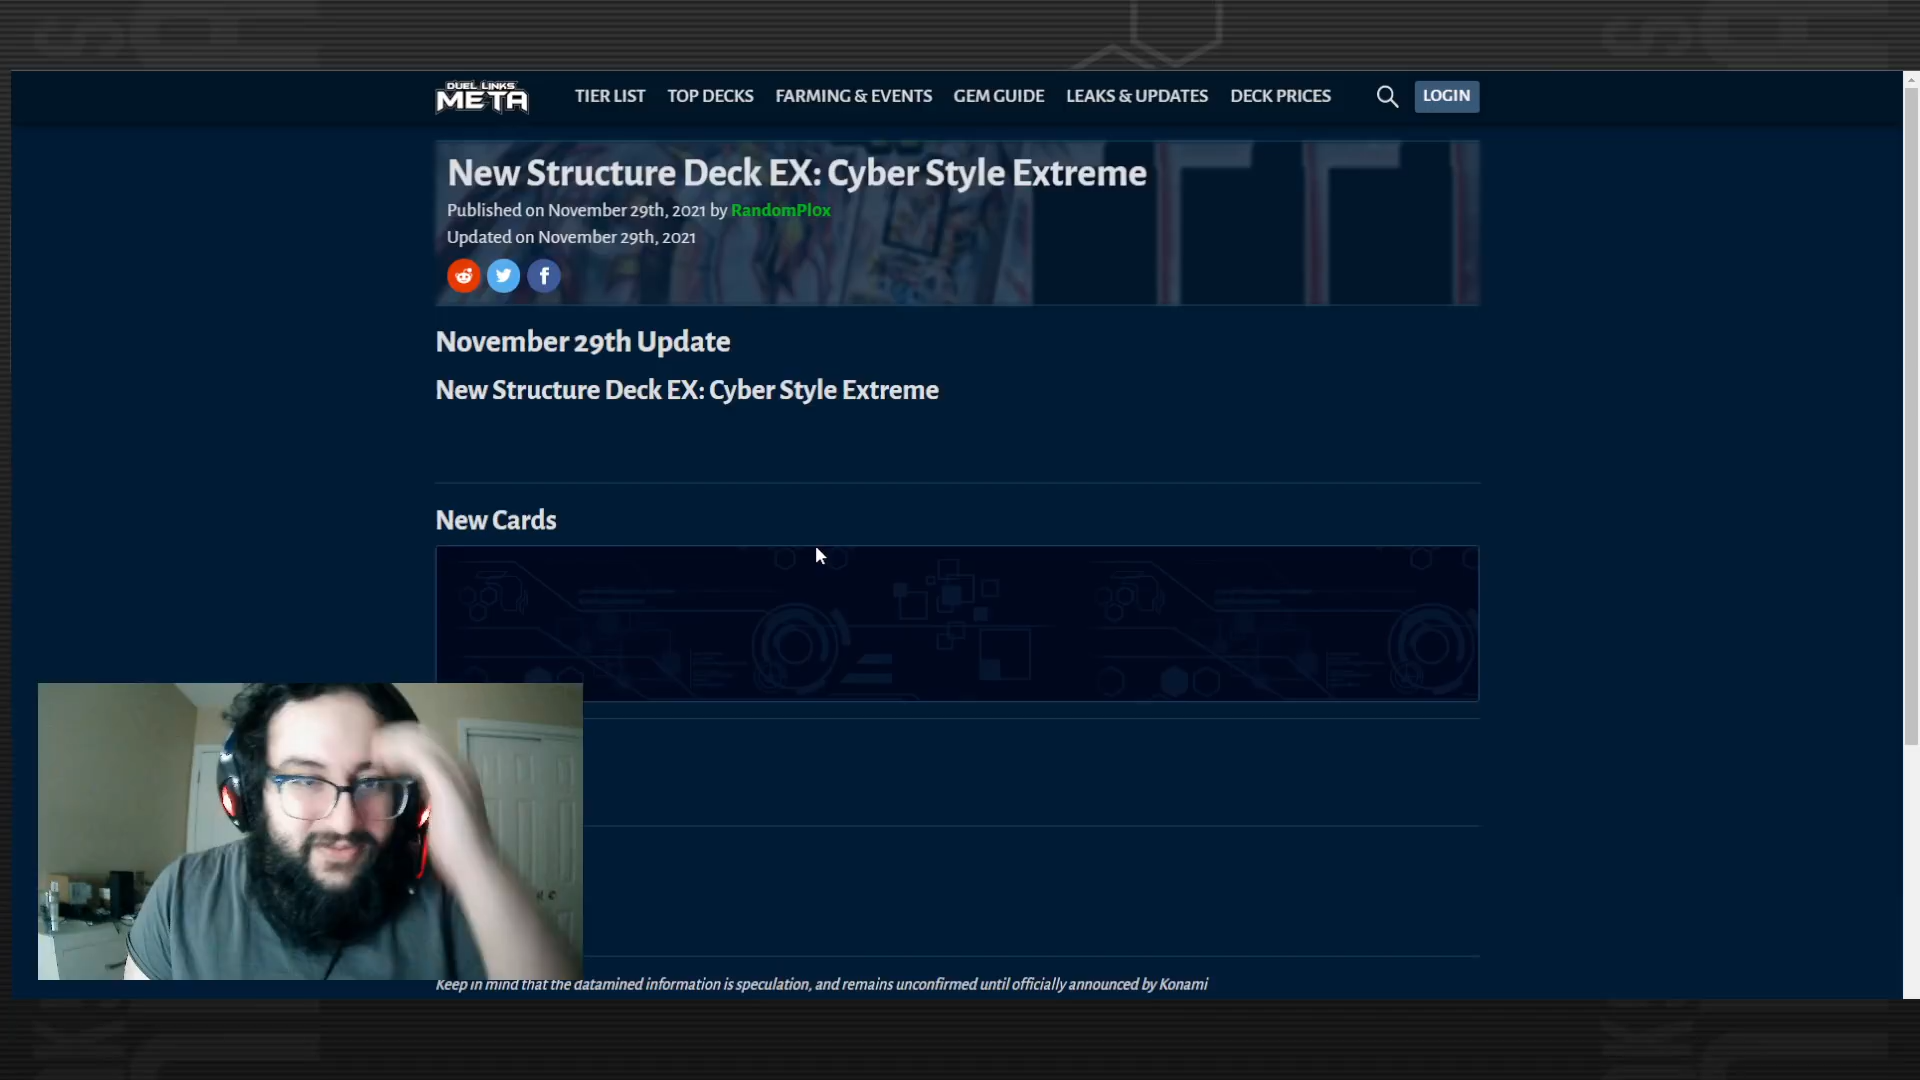 DUEL LINKS
META
TIER LIST
TOP DECKS
FARMING & EVENTS
GEM GUIDE
LEAKS & UPDATES
DECK PRICES
LOGIN
New Structure Deck EX: Cyber Style Extreme
Published on November 29th, 2021 by RandomPlox
Updated on November 29th, 2021
November 29th Update
New Structure Deck EX: Cyber Style Extreme
New Cards
Keep in mind that the datamined information is speculation, and remains unconfirmed until officially announced by Konami